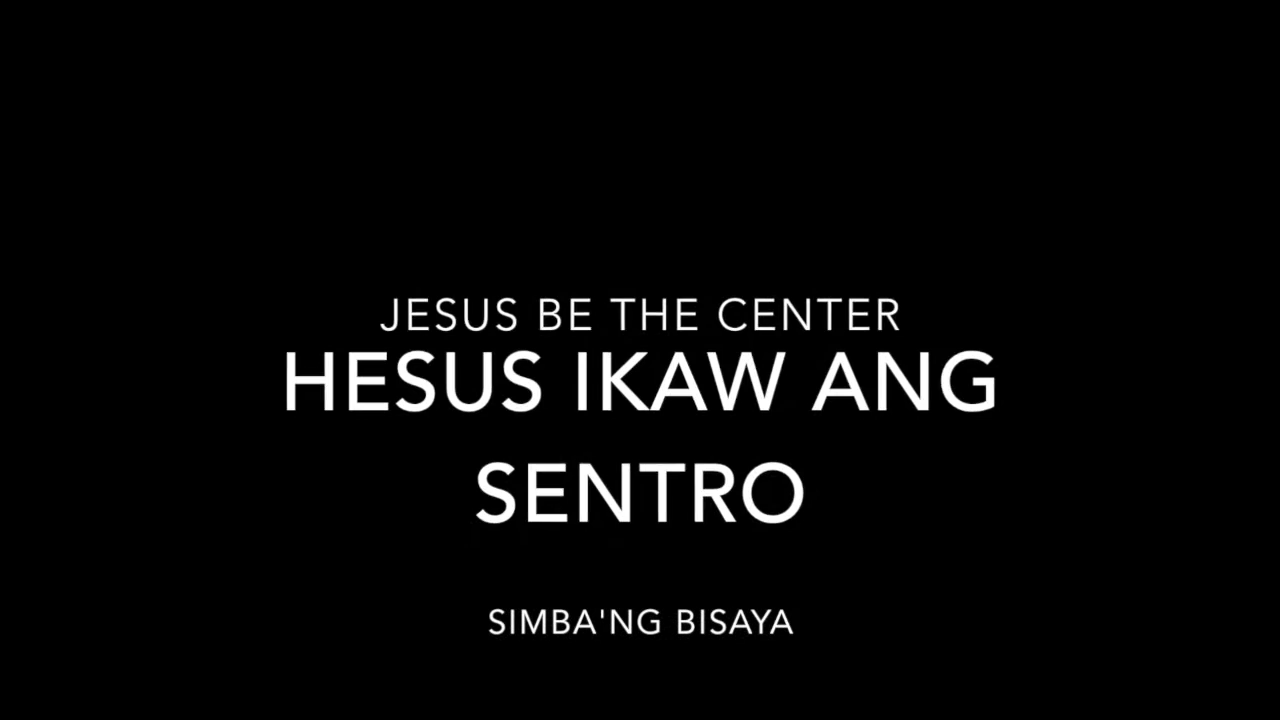 JESUS BE THE CENTER
HESUS IKAW ANG
SENTRO
SIMBA'NG BISAYA